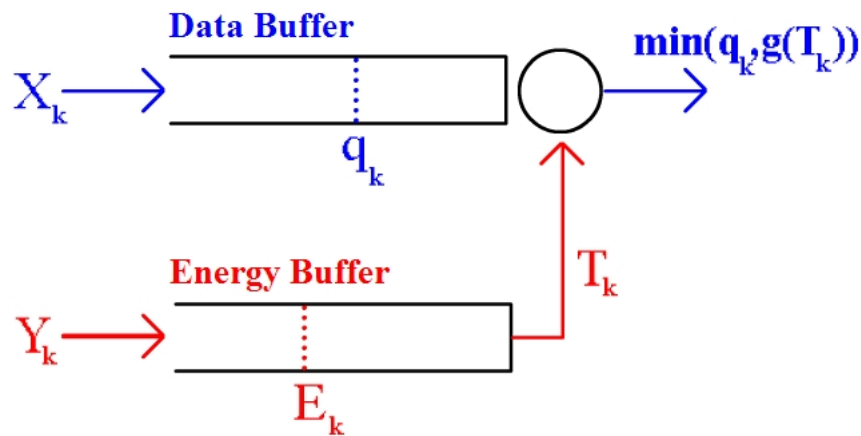 Data Buffer
min(q_k,g(T_k))
X_k
q_k
Energy Buffer
T_k
Y_k
E_k